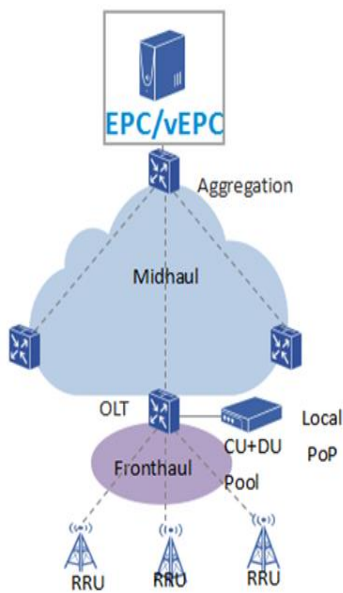 EPC/vEPC
Aggregation
Midhaul
OLT
Local
CU+DU
PoP
Fronthaul
Pool
RRU
RRU
RRU